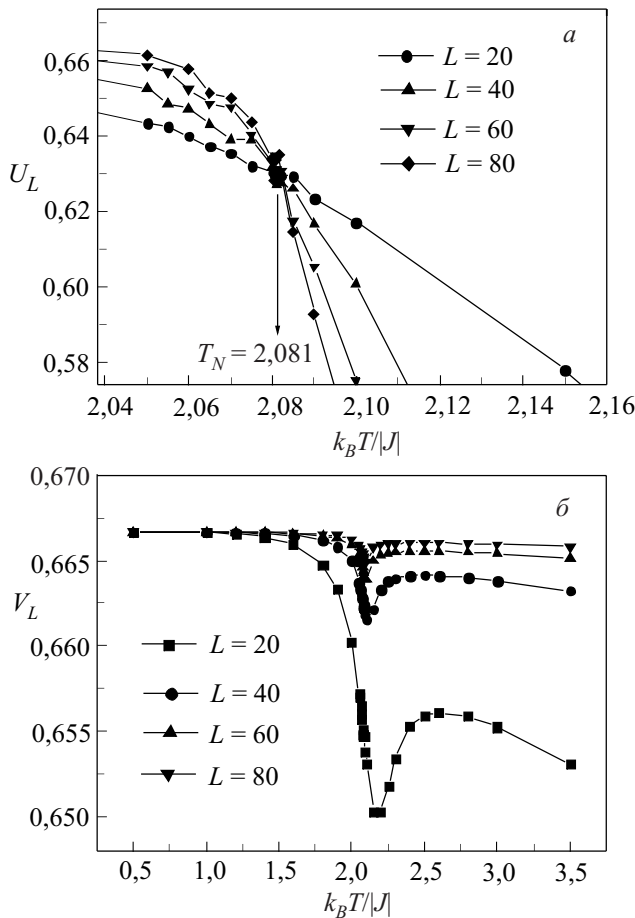 а
0,66
0,64
0,62
0,60
0,58
U_L
L = 20
L = 40
L = 60
L = 80
T_N = 2,081
2,04 2,06 2,08 2,10 2,12 2,14 2,16
k_BT/|J|
б
0,670
0,665
0,660
0,655
0,650
V_L
L = 20
L = 40
L = 60
L = 80
0,5 1,0 1,5 2,0 2,5 3,0 3,5
k_BT/|J|